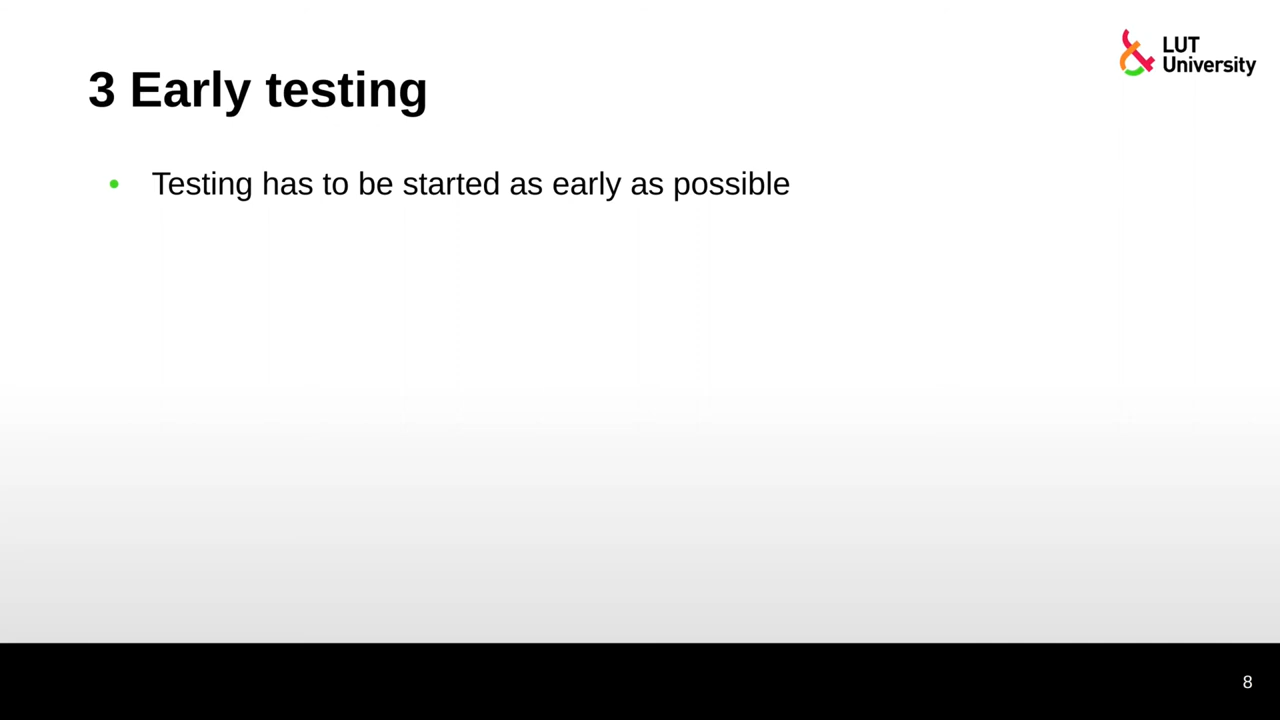 LUT
University
3 Early testing
• Testing has to be started as early as possible
8